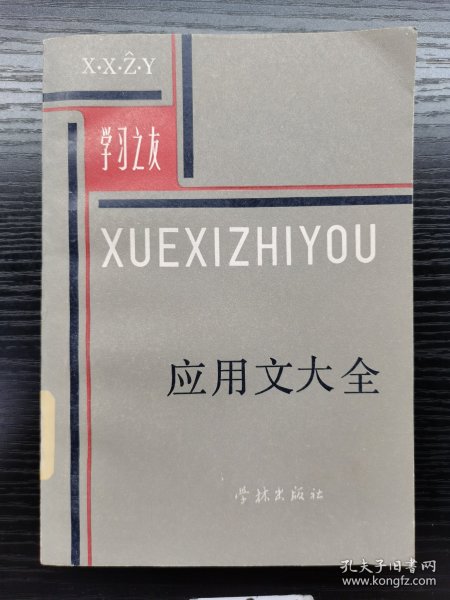 X·X·Ẑ·Y
学习之友
XUEXIZHIYOU
应用文大全
学林出版社
孔夫子旧书网
www.kongfz.com